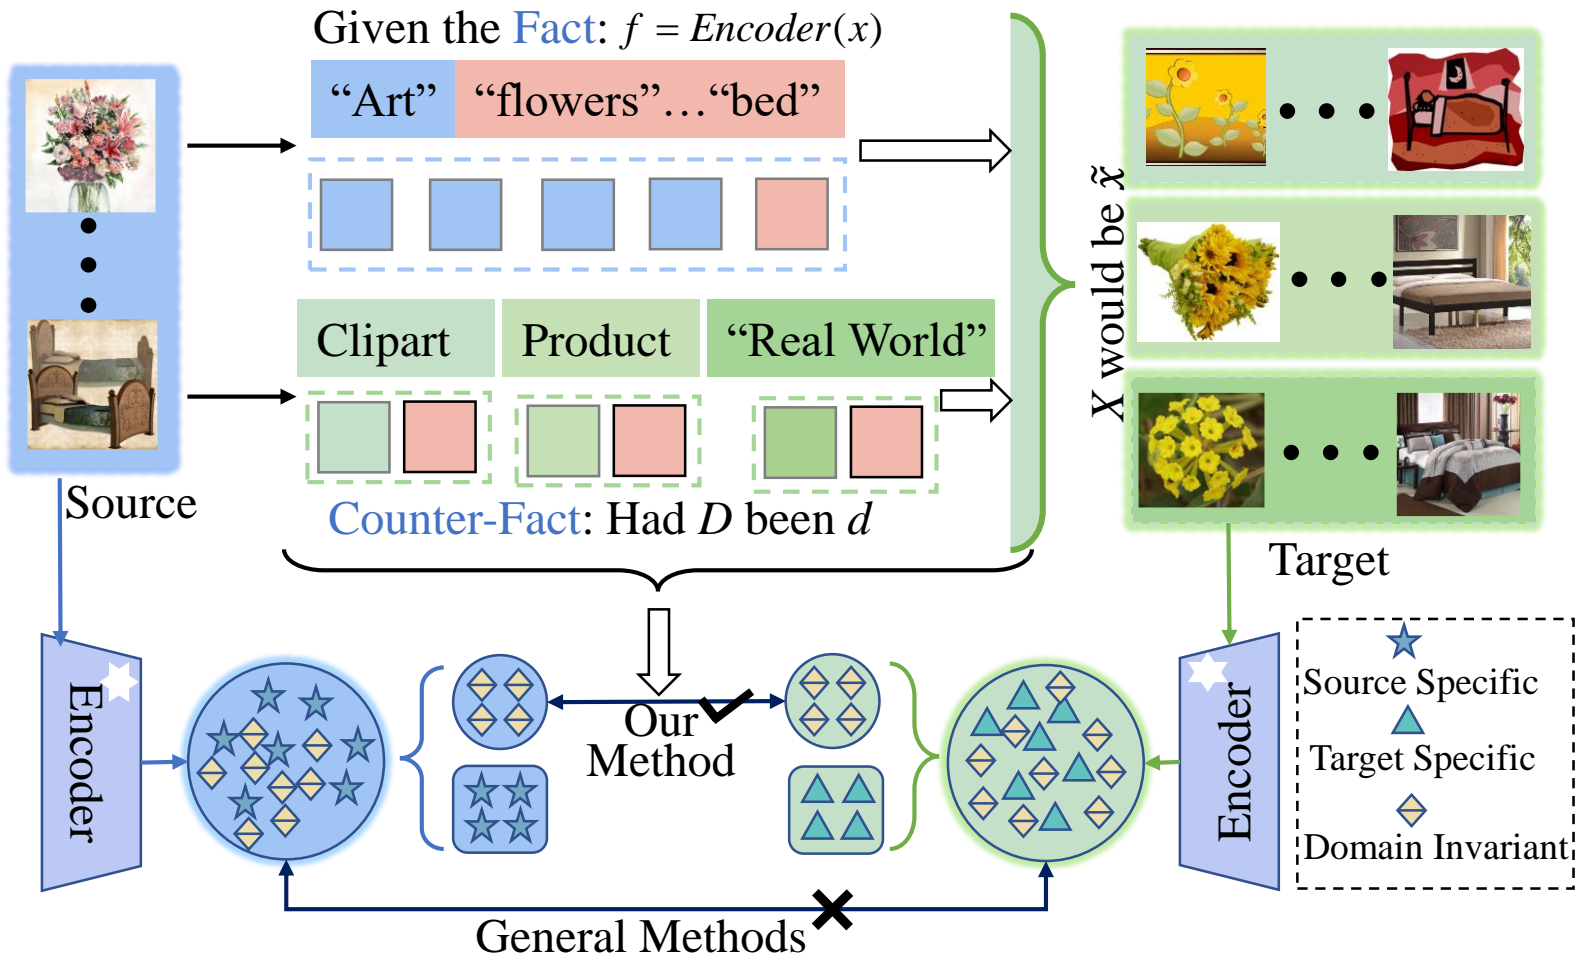 Given the Fact: f = Encoder(x)
“Art” “flowers”…“bed”
Clipart
Product
“Real World”
Counter-Fact: Had D been d
X would be x̃
Source
Target
Encoder
Our
Method
General Methods
Encoder
Source Specific
Target Specific
Domain Invariant